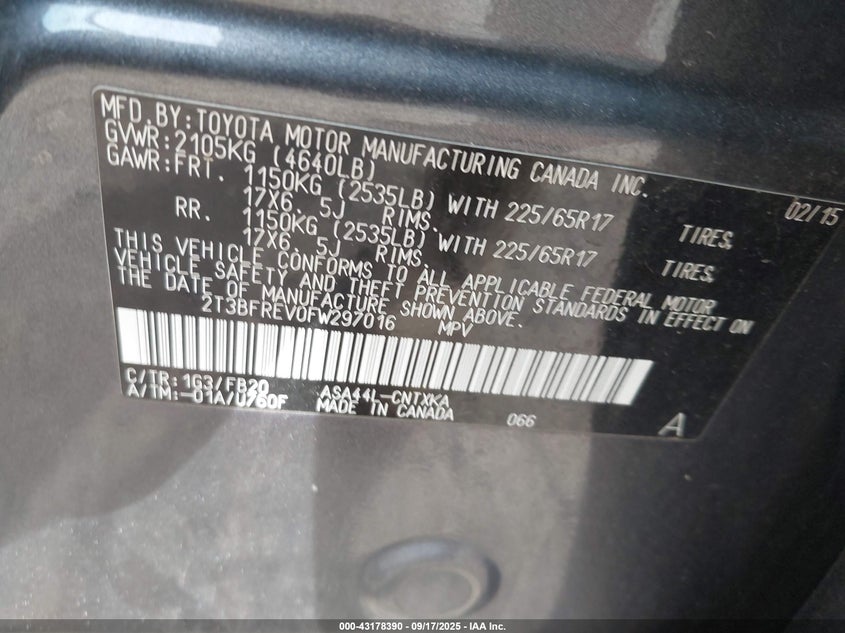 MFD.BY:TOYOTA MOTOR MANUFACTURING CANADA INC. 02/15
GVWR:2105KG (4640LB)
GAWR:FRT. 1150KG (2535LB) WITH 225/65R17 TIRES,
17X6. 5J RIMS.
RR. 1150KG (2535LB) WITH 225/65R17 TIRES,
17X6. 5J RIMS
THIS VEHICLE CONFORMS TO ALL APPLICABLE FEDERAL MOTOR
VEHICLE SAFETY AND THEFT PREVENTION STANDARDS IN EFFECT ON
THE DATE OF MANUFACTURE SHOWN ABOVE.
2T3BFREV0FW297016 MPV
C/TR:1G3/FB20 ASA44L-CNTXKA
A/TM:-01A/U760F MADE IN CANADA 066 A
000-43178390 - 09/17/2025 - IAA Inc.